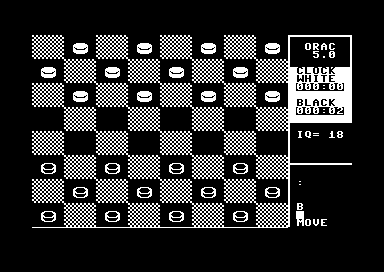 ORAC
5.0
CLOCK
WHITE
000:00
BLACK
000:02
IQ= 18
:
B
MOVE